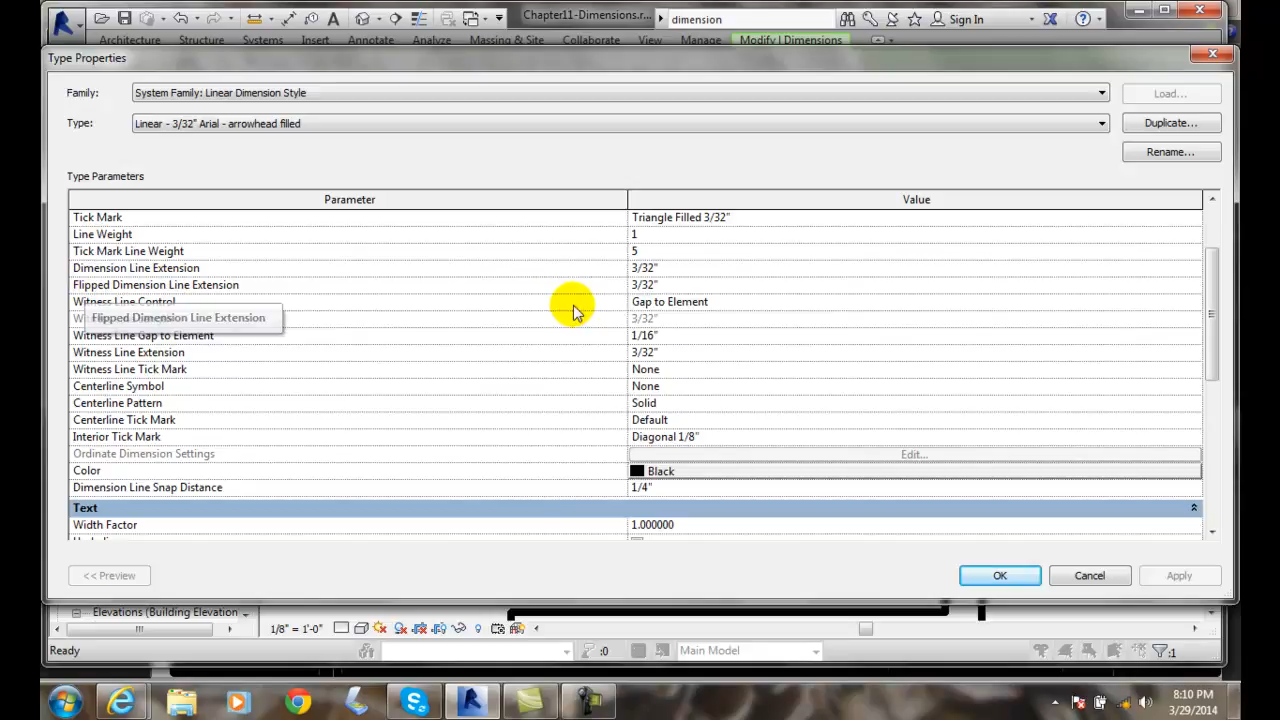 Chapter11-Dimensions.r... dimension Sign In
Architecture Structure Systems Insert Annotate Analyze Massing & Site Collaborate View Manage Modify | Dimensions
Type Properties
Family: System Family: Linear Dimension Style Load...
Type: Linear - 3/32" Arial - arrowhead filled Duplicate...
Rename...
Type Parameters
Parameter Value
Tick Mark Triangle Filled 3/32"
Line Weight 1
Tick Mark Line Weight 5
Dimension Line Extension 3/32"
Flipped Dimension Line Extension 3/32"
Witness Line Control Gap to Element
Flipped Dimension Line Extension 3/32"
Witness Line Gap to Element 1/16"
Witness Line Extension 3/32"
Witness Line Tick Mark None
Centerline Symbol None
Centerline Pattern Solid
Centerline Tick Mark Default
Interior Tick Mark Diagonal 1/8"
Ordinate Dimension Settings Edit...
Color Black
Dimension Line Snap Distance 1/4"
Text
Width Factor 1.000000
<< Preview OK Cancel Apply
Elevations (Building Elevation
1/8" = 1'-0"
Ready :0 Main Model :1
8:10 PM
3/29/2014